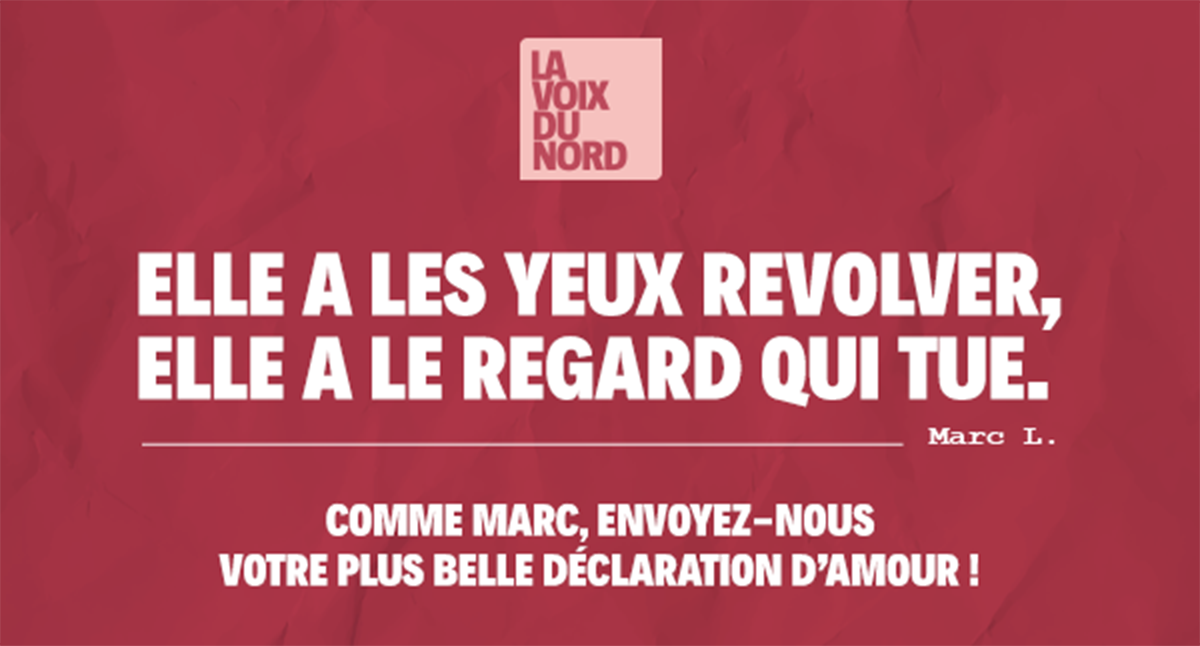 LA
VOIX
DU
NORD
ELLE A LES YEUX REVOLVER,
ELLE A LE REGARD QUI TUE.
Marc L.
COMME MARC, ENVOYEZ-NOUS
VOTRE PLUS BELLE DÉCLARATION D'AMOUR !